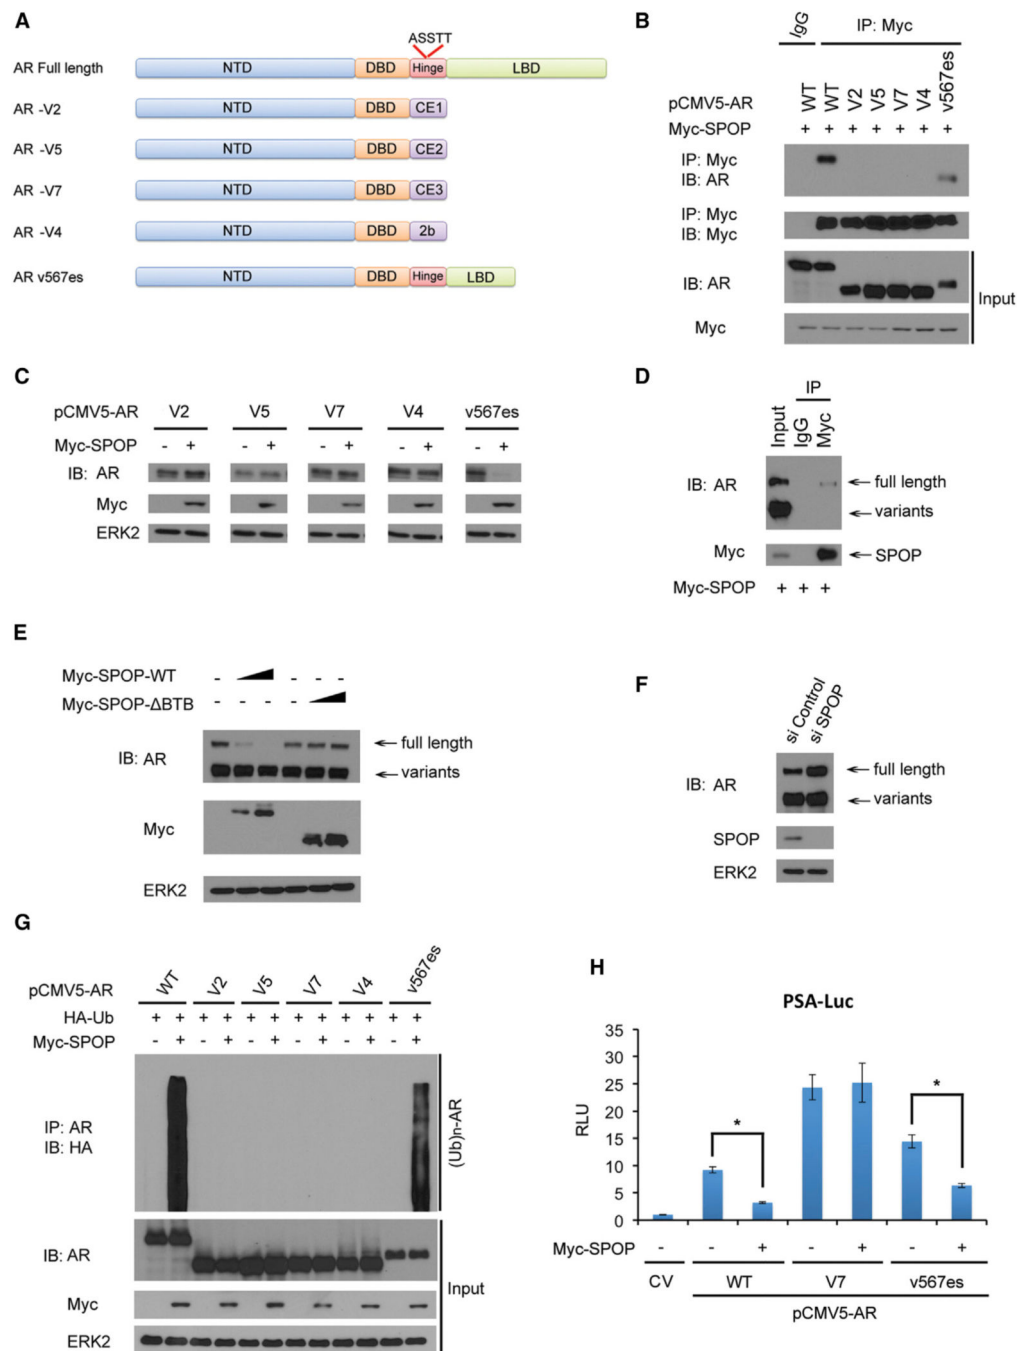 A
ASSTT
AR Full length NTD DBD Hinge LBD
AR -V2 NTD DBD CE1
AR -V5 NTD DBD CE2
AR -V7 NTD DBD CE3
AR -V4 NTD DBD 2b
AR v567es NTD DBD Hinge LBD
B
IgG IP: Myc
pCMV5-AR WT WT V2 V5 V7 V4 v567es
Myc-SPOP + + + + + + +
IP: Myc
IB: AR
IP: Myc
IB: Myc
IB: AR
Myc
Input
C
pCMV5-AR V2 V5 V7 V4 v567es
Myc-SPOP - + - + - + - + - +
IB: AR
Myc
ERK2
D
IP
Input IgG Myc
IB: AR
full length
variants
Myc SPOP
Myc-SPOP + + +
E
Myc-SPOP-WT - - - -
Myc-SPOP-ΔBTB - - - -
IB: AR
full length
variants
Myc
ERK2
F
si Control si SPOP
IB: AR
full length
variants
SPOP
ERK2
G
pCMV5-AR WT V2 V5 V7 V4 v567es
HA-Ub + + + + + + + + + + + +
Myc-SPOP - + - + - + - + - + - +
IP: AR
IB: HA
(Ub)n-AR
IB: AR
Myc
ERK2
Input
H
PSA-Luc
RLU
35
30
25
20
15
10
5
0
* *
Myc-SPOP - - + - + - +
CV WT V7 v567es
pCMV5-AR